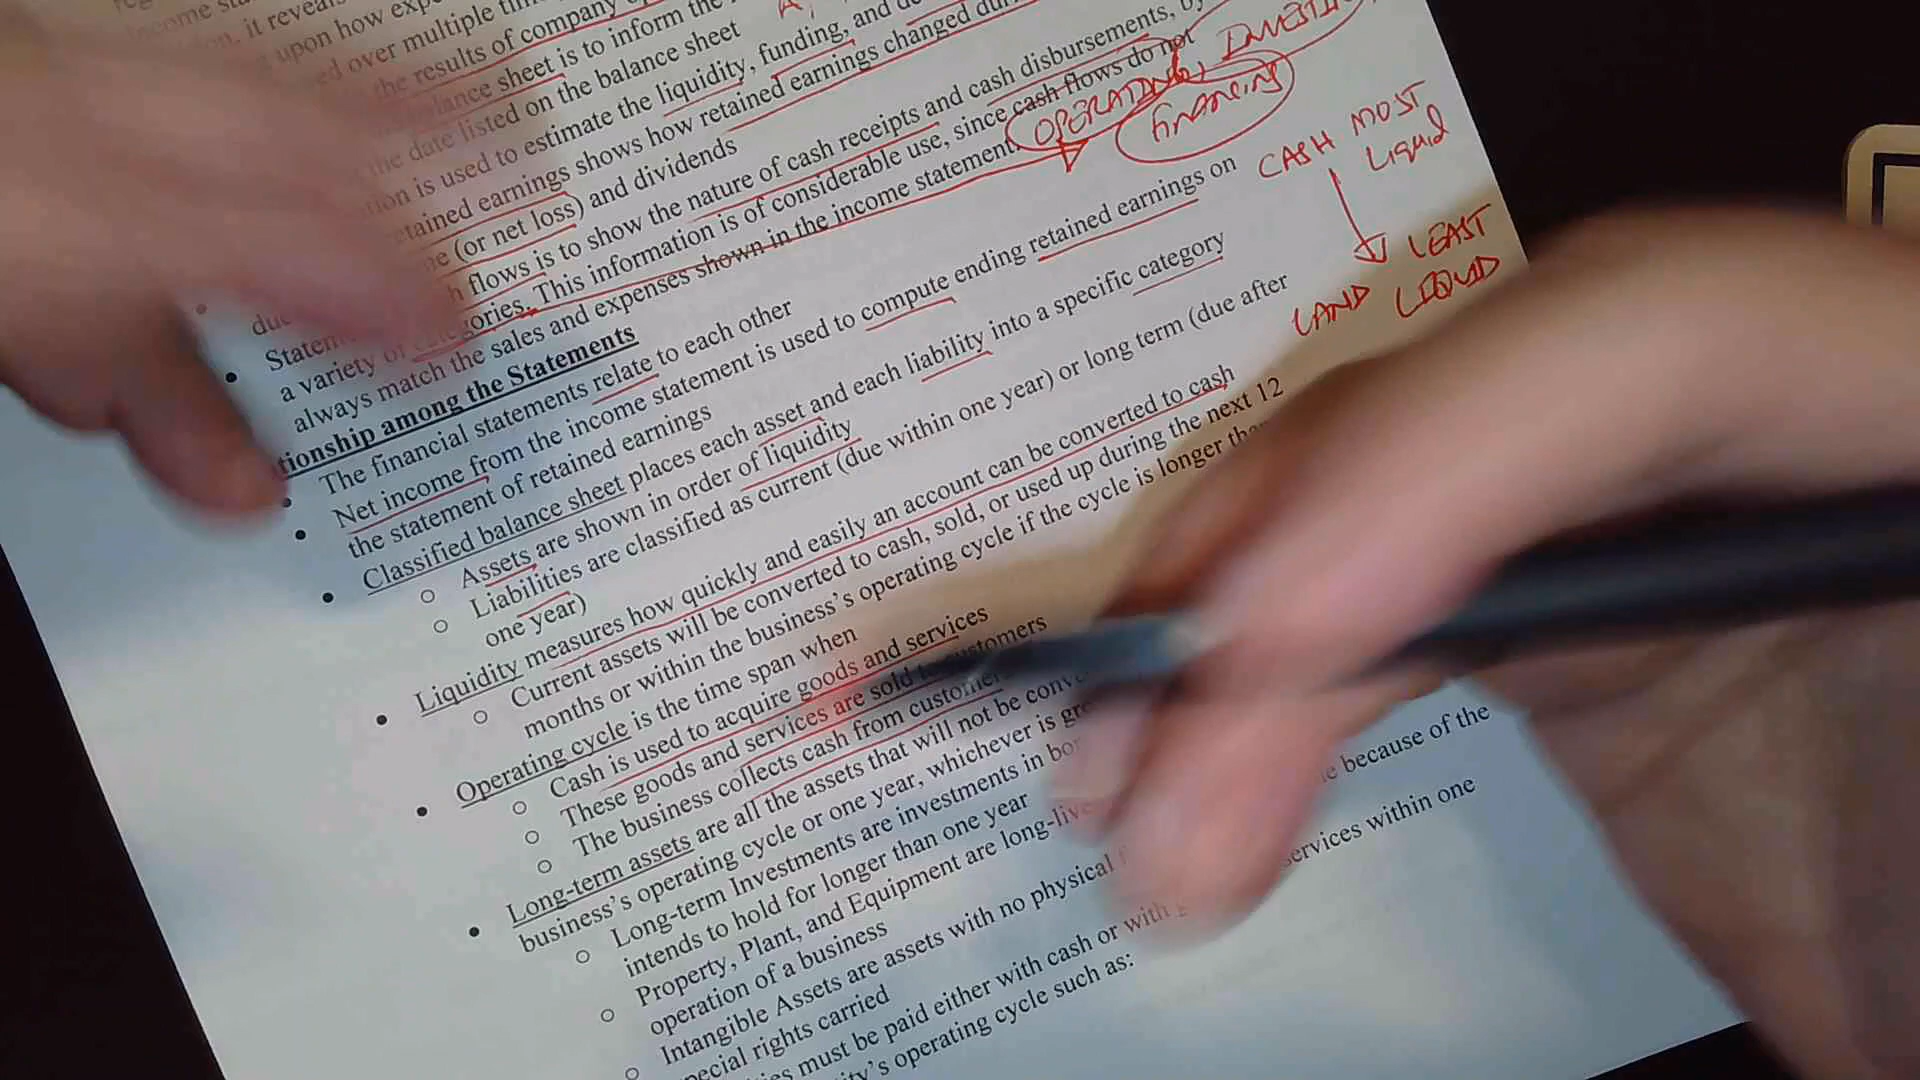 it reveals
upon how
over multiple
the results of company
balance sheet is to inform the
the date listed on the balance sheet
is used to estimate the liquidity, funding, and
retained earnings shows how retained earnings changed
(or net loss) and dividends
flows is to show the nature of cash receipts and cash disbursements, by
a variety of categories. This information is of considerable use, since cash flows do not
always match the sales and expenses shown in the income statement.
OPERATING, INVESTING
FINANCING
CASH MOST
LIQUID
LEAST
LAND LIQUID
tionship among the Statements
• The financial statements relate to each other
• Net income from the income statement is used to compute ending retained earnings on
the statement of retained earnings
• Classified balance sheet places each asset and each liability into a specific category
o Assets are shown in order of liquidity
o Liabilities are classified as current (due within one year) or long term (due after
one year)
• Liquidity measures how quickly and easily an account can be converted to cash
o Current assets will be converted to cash, sold, or used up during the next 12
months or within the business's operating cycle if the cycle is longer than
• Operating cycle is the time span when
o Cash is used to acquire goods and services
o These goods and services are sold to customers
o The business collects cash from customers
• Long-term assets are all the assets that will not be
business's operating cycle or one year, whichever is
o Long-term Investments are investments in
intends to hold for longer than one year
o Property, Plant, and Equipment are long-lived
operation of a business
o Intangible Assets are assets with no physical because of the
special rights carried
must be paid either with cash or with services within one
operating cycle such as: